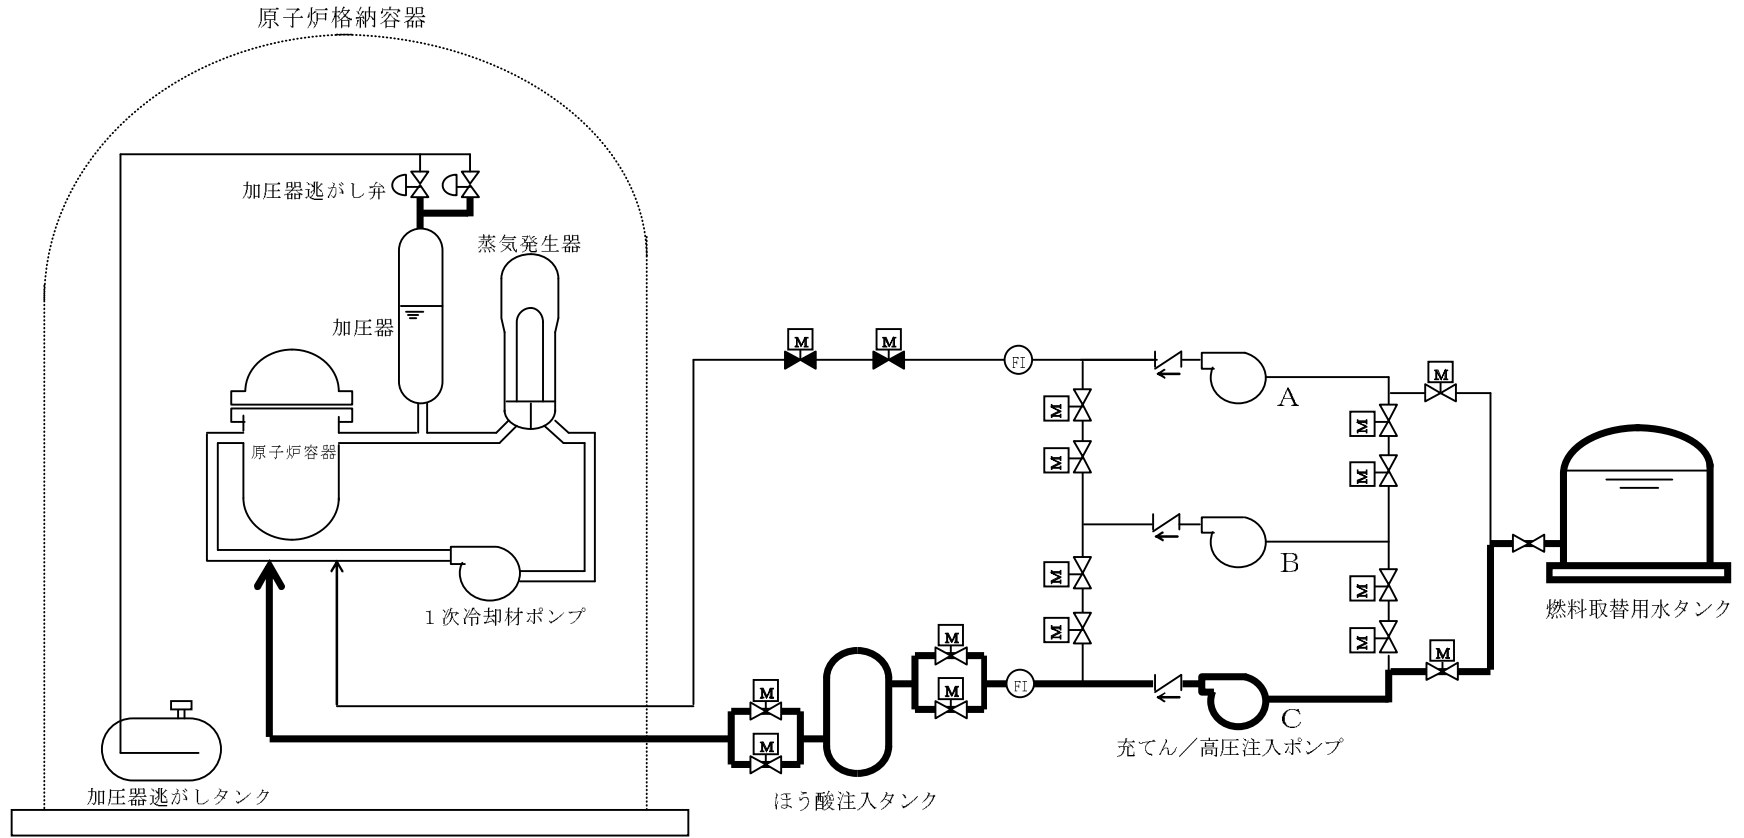 原子炉格納容器
加圧器逃がし弁
蒸気発生器
加圧器
M
M
FI
A
M
M
M
M
M
原子炉容器
B
M
M
M
M
1次冷却材ポンプ
燃料取替用水タンク
M
M
M
FI
M
M
C
充てん／高圧注入ポンプ
M
加圧器逃がしタンク
ほう酸注入タンク